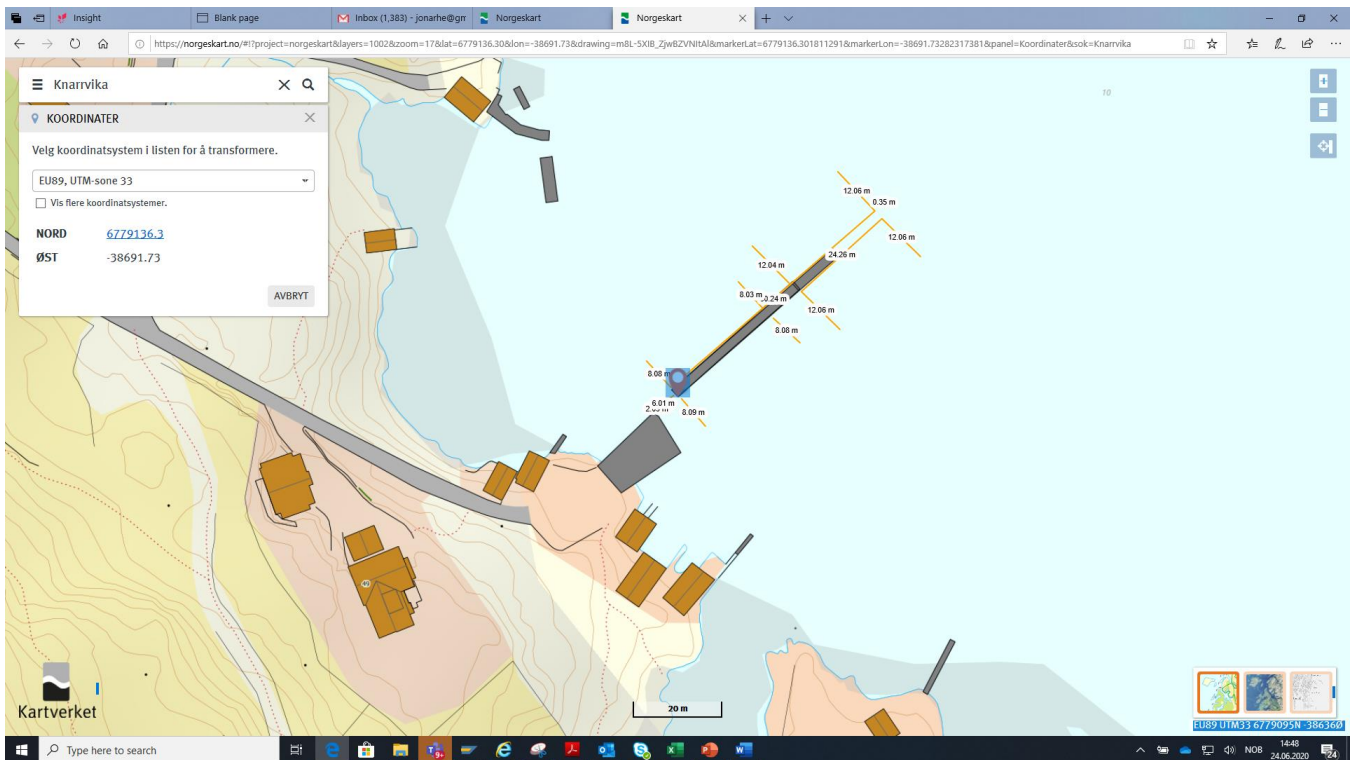 Insight
Blank page
Inbox (1,383) - jonarhe@gm
Norgeskart
Norgeskart
https://norgeskart.no/#!?project=norgeskart&layers=1002&zoom=17&lat=6779136.30&lon=-38691.73&drawing=m8L-5XIB_ZjwBZVNItAl&markerLat=6779136.301811291&markerLon=-38691.73282317381&panel=Koordinater&sok=Knarrvika
Knarrvika
KOORDINATER
Velg koordinatsystem i listen for å transformere.
EU89, UTM-sone 33
Vis flere koordinatsystemer.
NORD 6779136.3
ØST -38691.73
AVBRYT
10
12.06 m
0.35 m
12.06 m
24.26 m
12.04 m
8.03 m
0.24 m
12.06 m
8.08 m
8.08 m
6.01 m
8.09 m
49
Kartverket
20 m
EU89 UTM33 6779095N -38636Ø
Type here to search
9+
NOB
14:48
24.06.2020
24